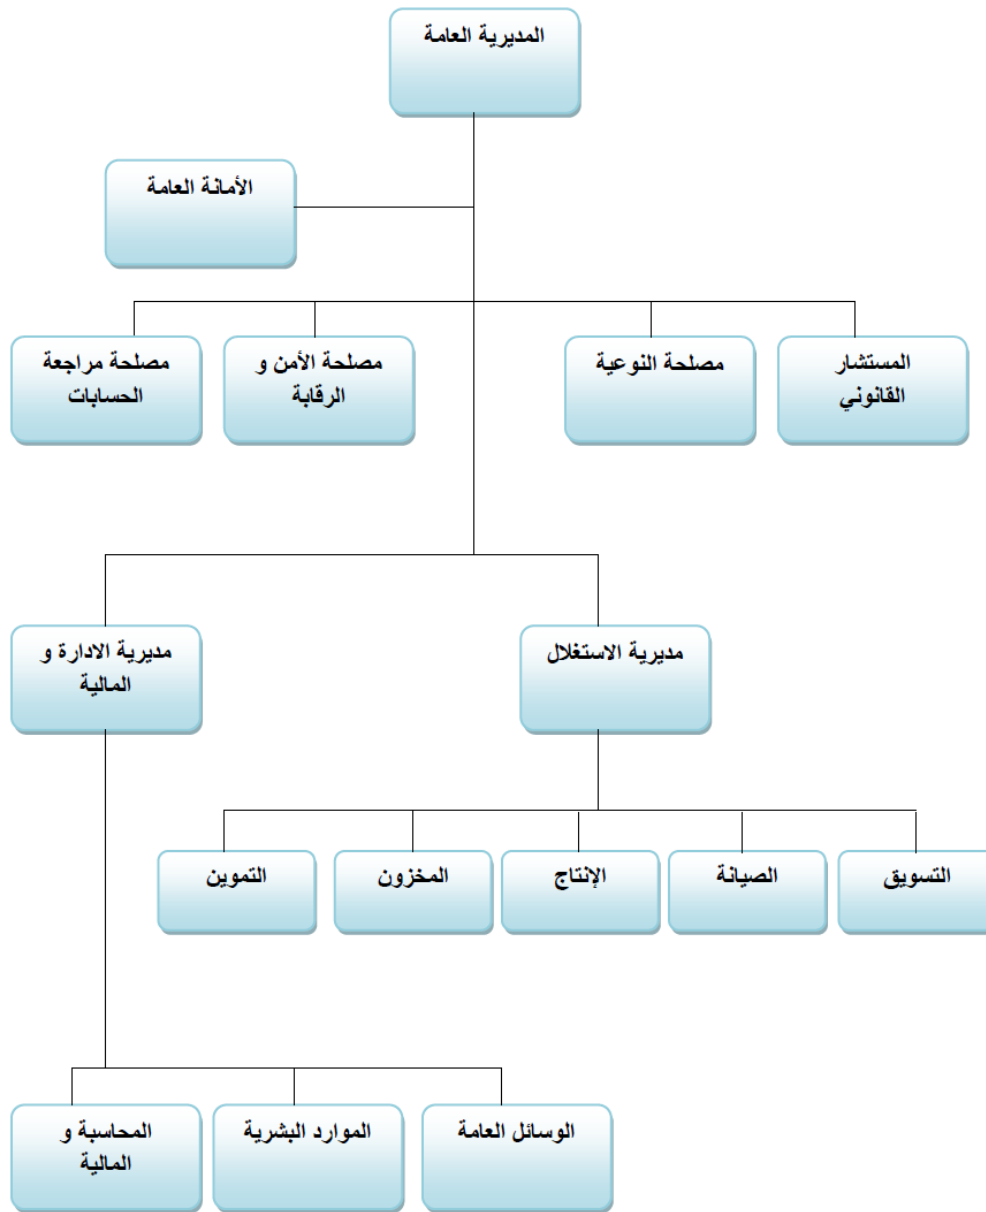 المديرية العامة
الأمانة العامة
المستشار
القانوني
مصلحة النوعية
مصلحة الأمن و
الرقابة
مصلحة مراجعة
الحسابات
مديرية الاستغلال
مديرية الادارة و
المالية
التسويق
الصيانة
الإنتاج
المخزون
التموين
الوسائل العامة
الموارد البشرية
المحاسبة و
المالية